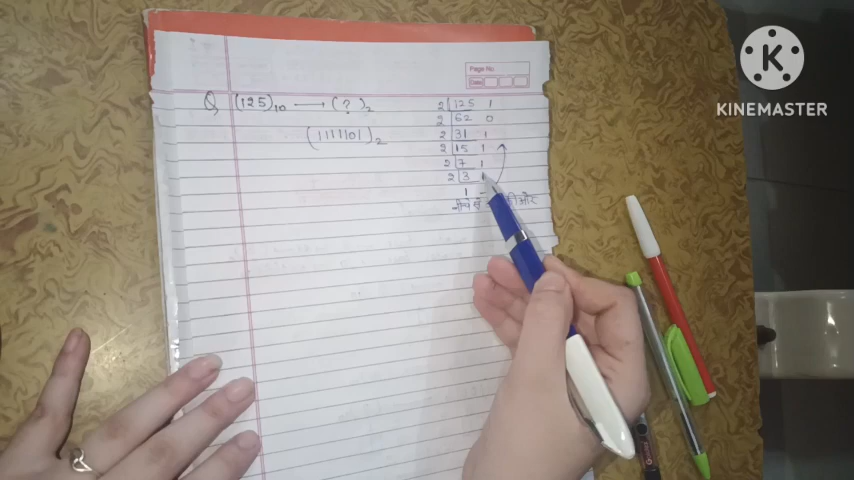 Page No.
Date
Q (125)₁₀ ⟶ (?)₂
(1111101)₂
2 125 1
2 62 0
2 31 1
2 15 1
2 7 1
2 3
1
नीचे से की ओर
K
KINEMASTER